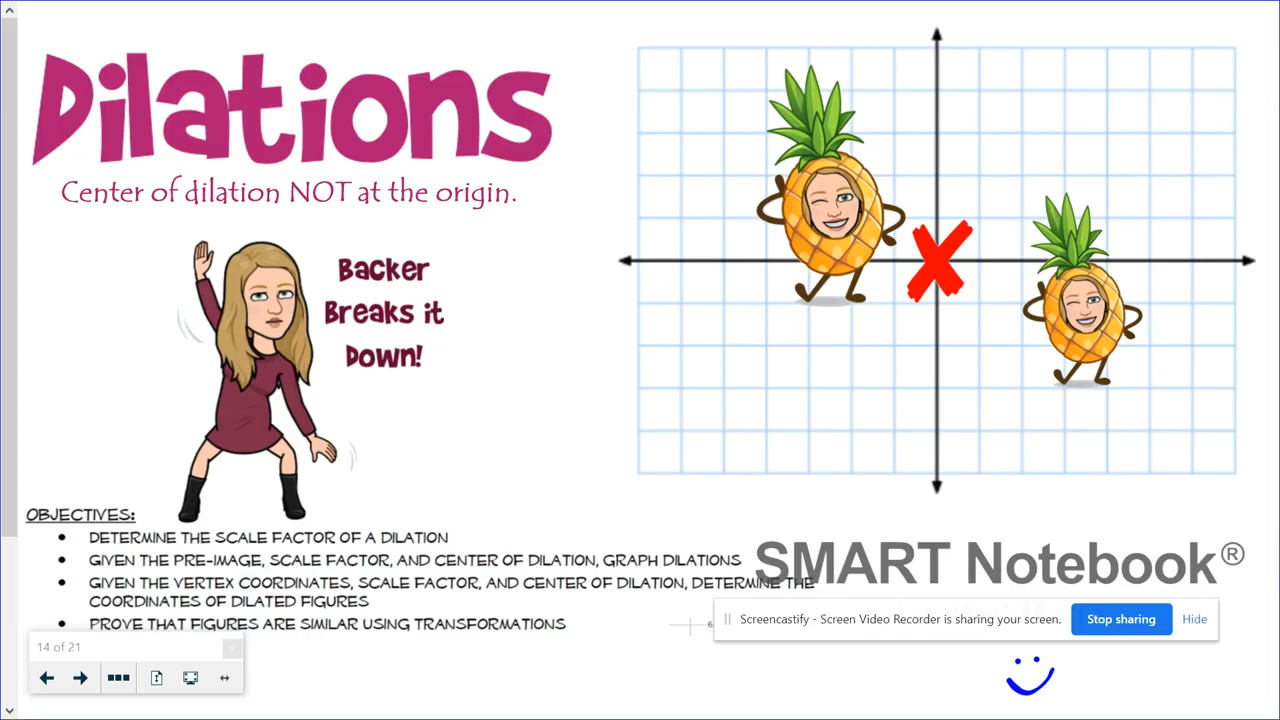 Dilations
Center of dilation NOT at the origin.
Backer
Breaks it
Down!
OBJECTIVES:
• DETERMINE THE SCALE FACTOR OF A DILATION
• GIVEN THE PRE-IMAGE, SCALE FACTOR, AND CENTER OF DILATION, GRAPH DILATIONS
• GIVEN THE VERTEX COORDINATES, SCALE FACTOR, AND CENTER OF DILATION, DETERMINE THE
COORDINATES OF DILATED FIGURES
• PROVE THAT FIGURES ARE SIMILAR USING TRANSFORMATIONS
SMART Notebook®
Screencastify - Screen Video Recorder is sharing your screen.
Stop sharing
Hide
14 of 21